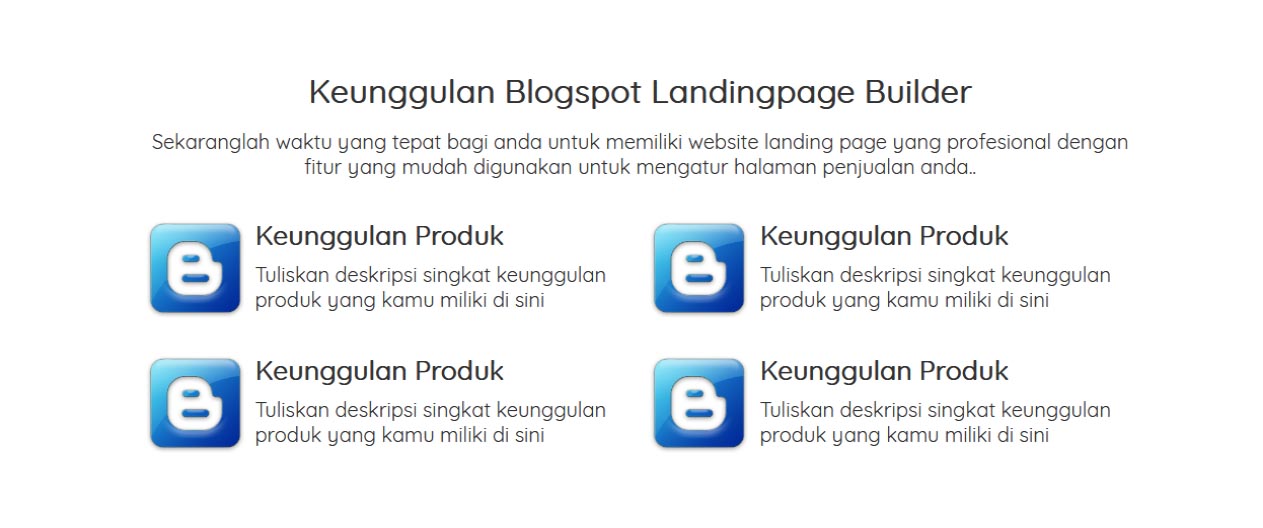 Keunggulan Blogspot Landingpage Builder
Sekaranglah waktu yang tepat bagi anda untuk memiliki website landing page yang profesional dengan
fitur yang mudah digunakan untuk mengatur halaman penjualan anda..
Keunggulan Produk
Tuliskan deskripsi singkat keunggulan
produk yang kamu miliki di sini
Keunggulan Produk
Tuliskan deskripsi singkat keunggulan
produk yang kamu miliki di sini
Keunggulan Produk
Tuliskan deskripsi singkat keunggulan
produk yang kamu miliki di sini
Keunggulan Produk
Tuliskan deskripsi singkat keunggulan
produk yang kamu miliki di sini